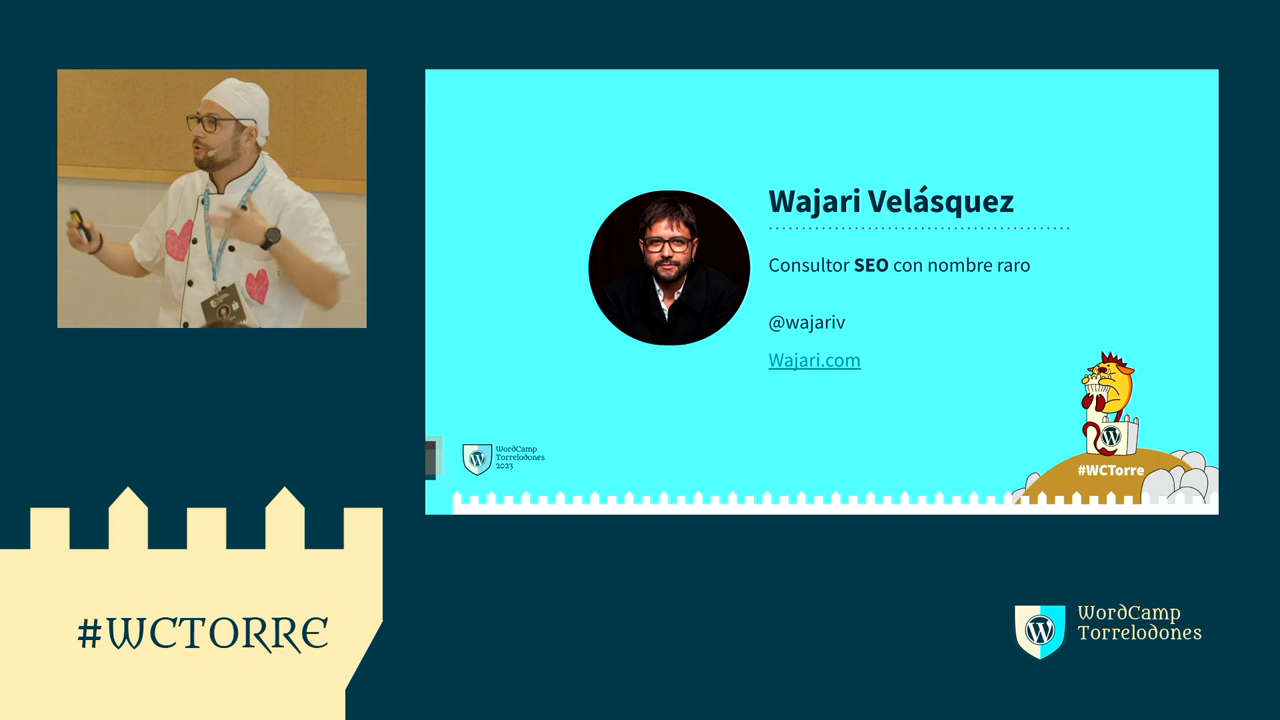 Wajari Velásquez
Consultor SEO con nombre raro
@wajariv
Wajari.com
WordCamp
Torrelodones
2023
#WCTorre
#WCTORRE
WordCamp
Torrelodones